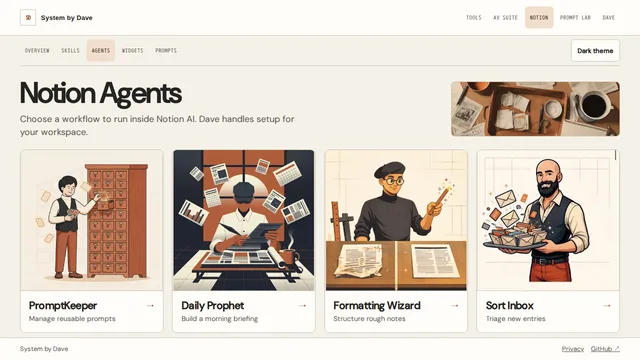 System by Dave
TOOLS AV SUITE NOTION PROMPT LAB DAVE
OVERVIEW SKILLS AGENTS WIDGETS PROMPTS
Dark theme
Notion Agents
Choose a workflow to run inside Notion AI. Dave handles setup for
your workspace.
PromptKeeper →
Manage reusable prompts
Daily Prophet →
Build a morning briefing
Formatting Wizard →
Structure rough notes
Sort Inbox →
Triage new entries
System by Dave
Privacy GitHub ↗